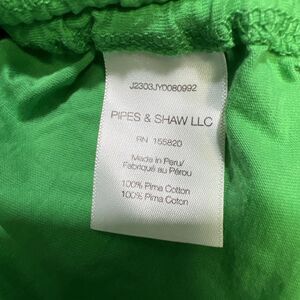 J2303JYD080992
PIPES & SHAW LLC
RN 155820
Made in Peru/
Fabriqué au Pérou
100% Pima Cotton
100% Pima Coton